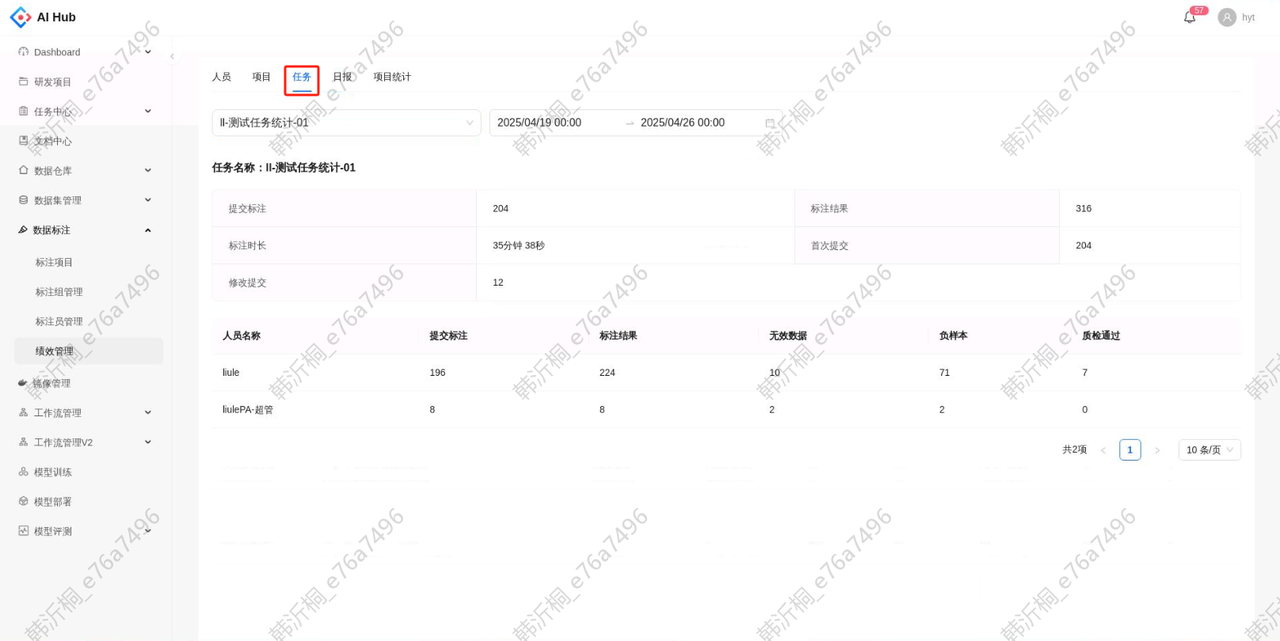 AI Hub
57
hyt
Dashboard
研发项目
任务中心
文档中心
数据仓库
数据集管理
数据标注
标注项目
标注组管理
标注员管理
绩效管理
镜像管理
工作流管理
工作流管理V2
模型训练
模型部署
模型评测
人员 项目 任务 日报 项目统计
ll-测试任务统计-01 2025/04/19 00:00 → 2025/04/26 00:00
任务名称：ll-测试任务统计-01
提交标注 204 标注结果 316
标注时长 35分钟 38秒 首次提交 204
修改提交 12
人员名称 提交标注 标注结果 无效数据 负样本 质检通过
liule 196 224 10 71 7
liulePA-超管 8 8 2 2 0
共2项 < 1 > 10 条/页
韩沂桐_e76a7496